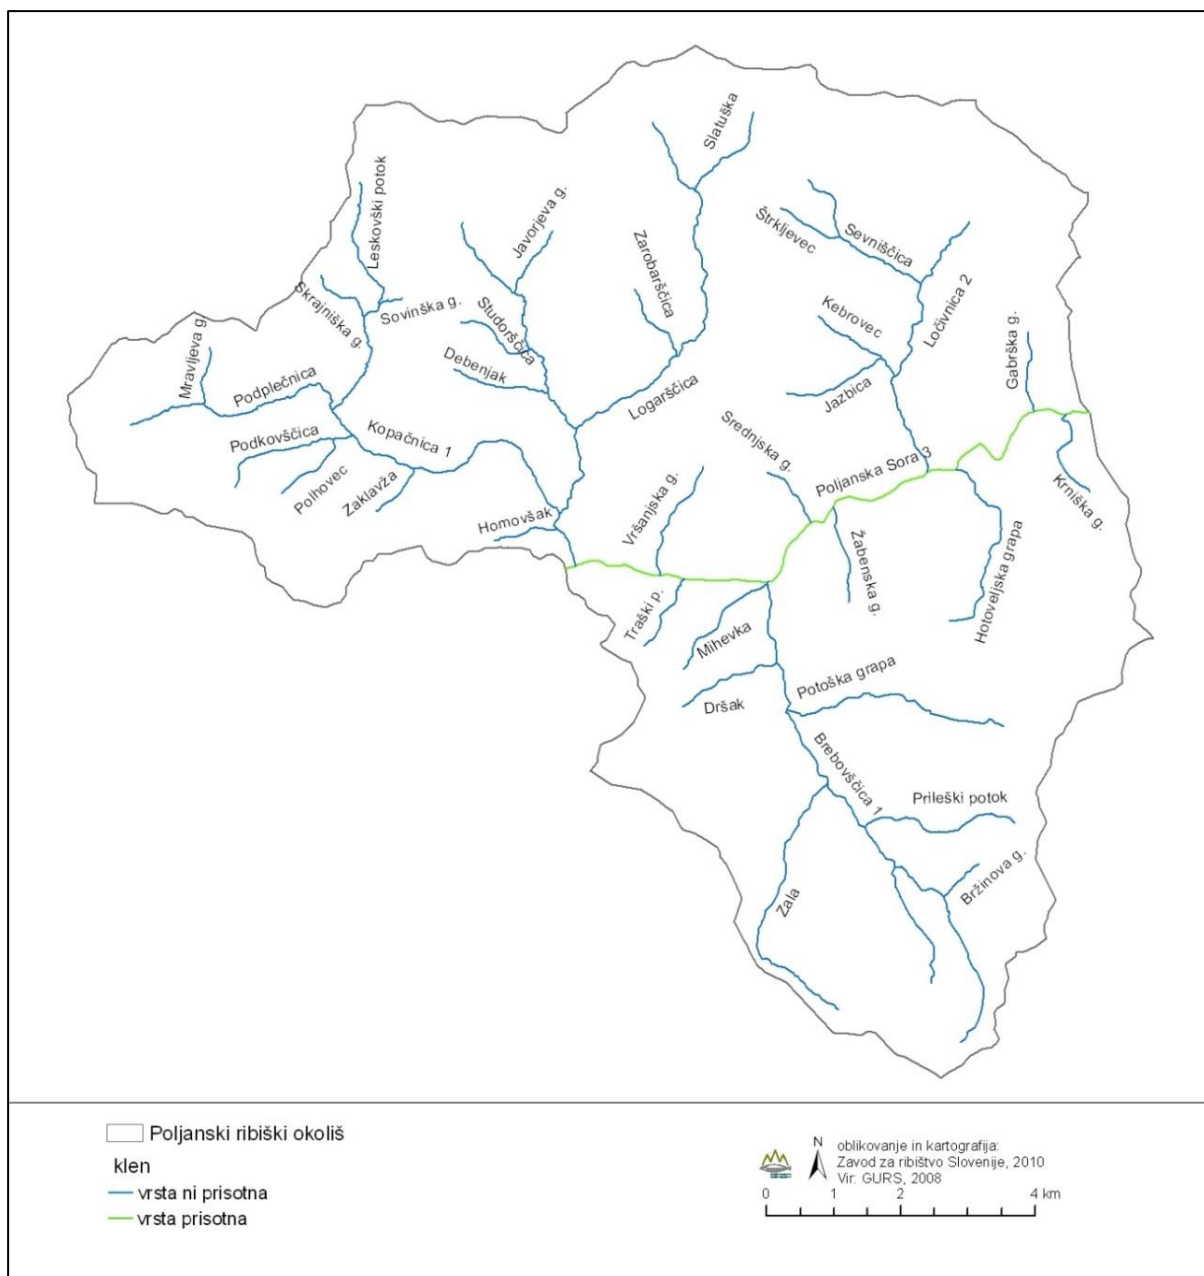 Slatuška
Leskovški potok
Javorjeva g.
Štrkljevec
Sevniščica
Zarobarščica
Skrajniška g.
Sovinška g.
Studorščica
Kebrovec
Ločivnica 2
Mravljeva g.
Debenjak
Gabrška g.
Podplečnica
Jazbica
Logarščica
Podkovščica
Kopačnica 1
Srednjska g.
Polhovec
Zaklavža
Poljanska Sora 3
Krniška g.
Homovšak
Vršanjska g.
Žabenska g.
Hotoveljska grapa
Traški p.
Mihevka
Potoška grapa
Dršak
Brebovščica 1
Prileški potok
Bržinova g.
Zala
Poljanski ribiški okoliš
klen
vrsta ni prisotna
vrsta prisotna
N
oblikovanje in kartografija:
Zavod za ribištvo Slovenije, 2010
Vir: GURS, 2008
0 1 2 4 km